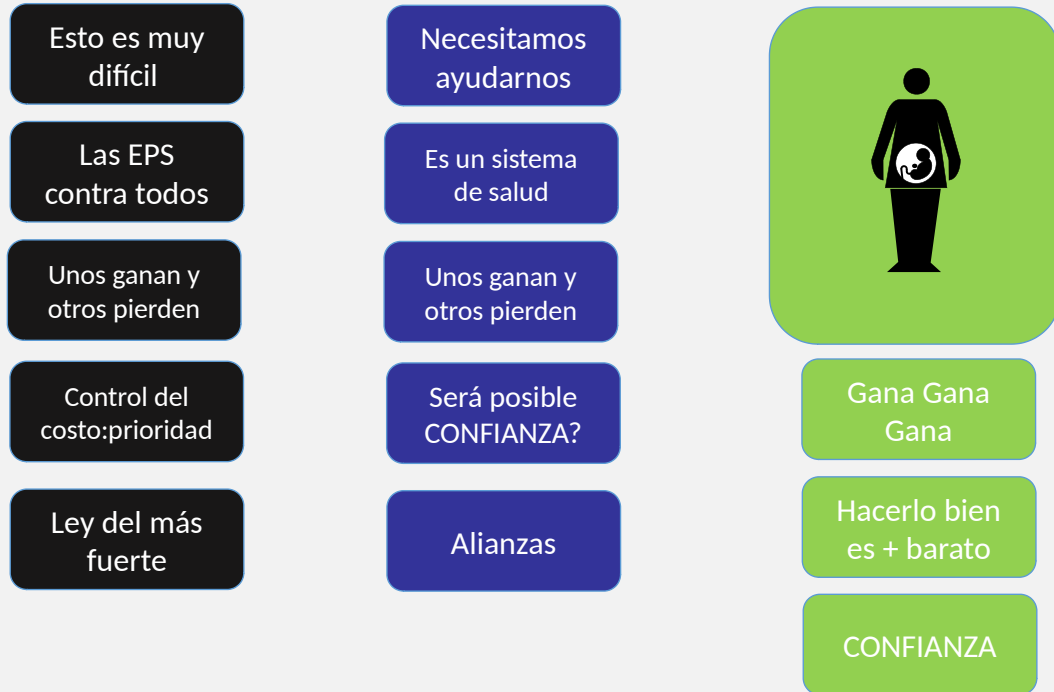 Esto es muy
difícil
Las EPS
contra todos
Unos ganan y
otros pierden
Control del
costo:prioridad
Ley del más
fuerte
Necesitamos
ayudarnos
Es un sistema
de salud
Unos ganan y
otros pierden
Será posible
CONFIANZA?
Alianzas
Gana Gana
Gana
Hacerlo bien
es + barato
CONFIANZA